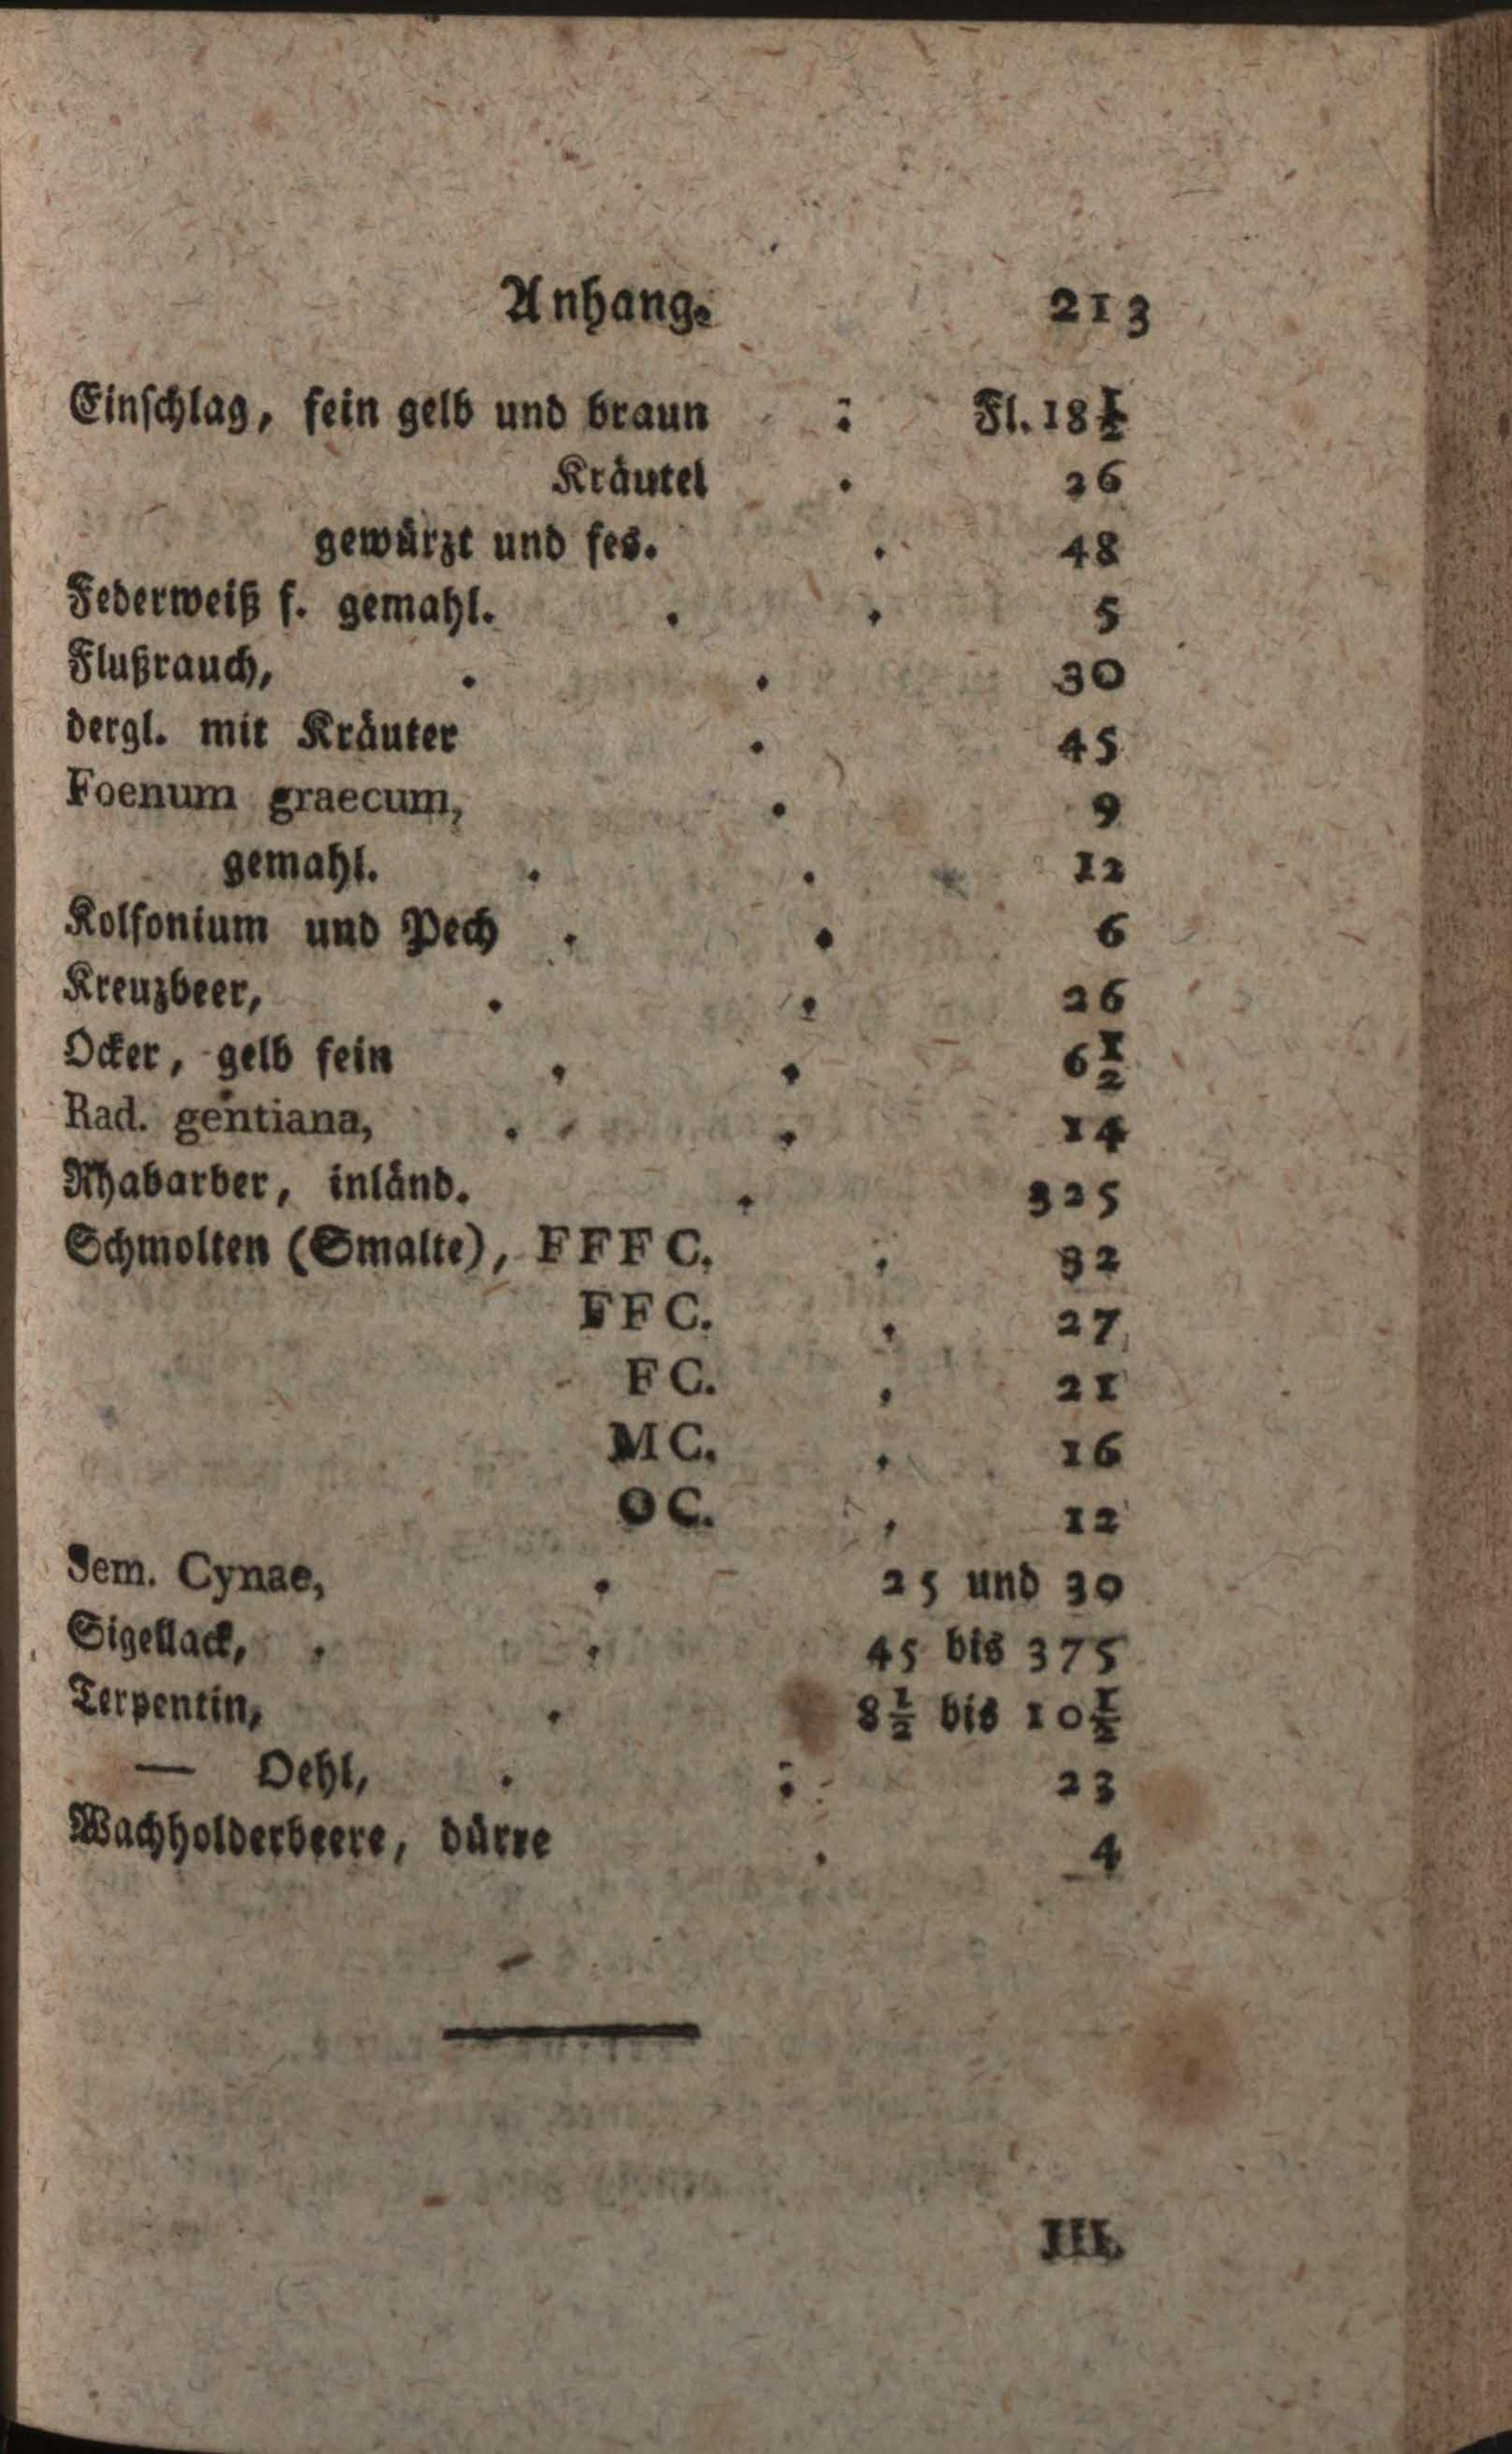 Anhang. 213
Einschlag, fein gelb und braun : Fl. 18½
Kräutel . 26
gewürzt und fes. . 48
Federweiß f. gemahl. . . 5
Flußrauch, . . 30
dergl. mit Kräuter . 45
Foenum graecum, . 9
gemahl. . . 12
Kolfonium und Pech . . 6
Kreuzbeer, . . 26
Ocker, gelb fein . . 6½
Rad. gentiana, . . 14
Rhabarber, inländ. . 325
Schmolten (Smalte), FFFC. . 32
FFC. . 27
FC. . 21
MC. . 16
OC. . 12
Sem. Cynae, . 25 und 30
Sigellack, . . 45 bis 375
Terpentin, . 8½ bis 10½
— Oehl, . : 23
Wachholderbeere, dürre . 4
III.